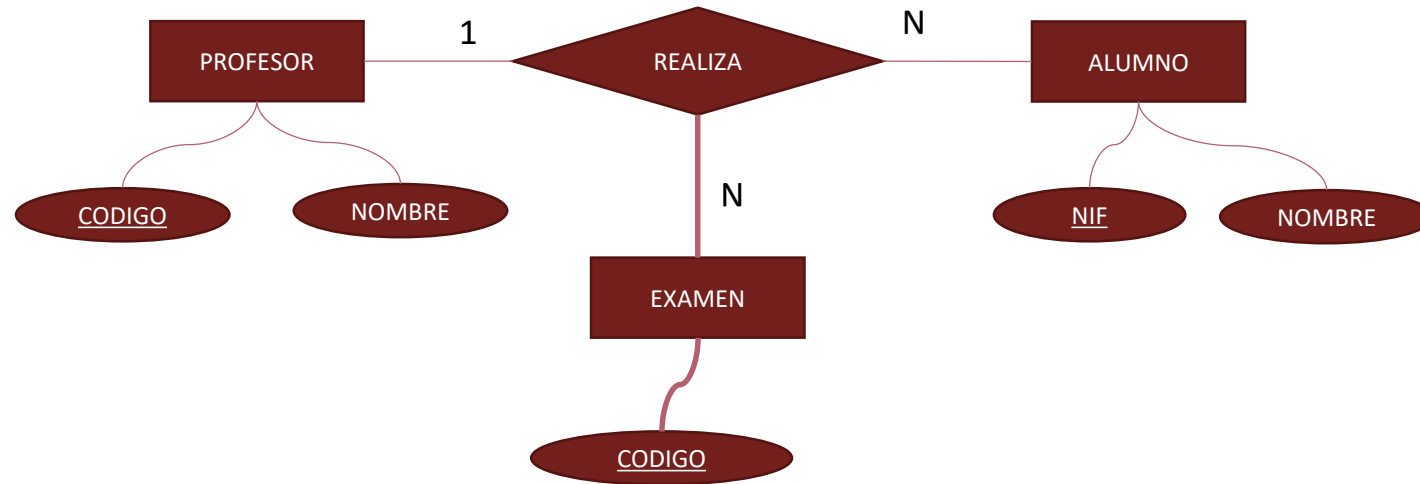 PROFESOR
1
REALIZA
N
ALUMNO
CODIGO
NOMBRE
N
NIF
NOMBRE
EXAMEN
CODIGO